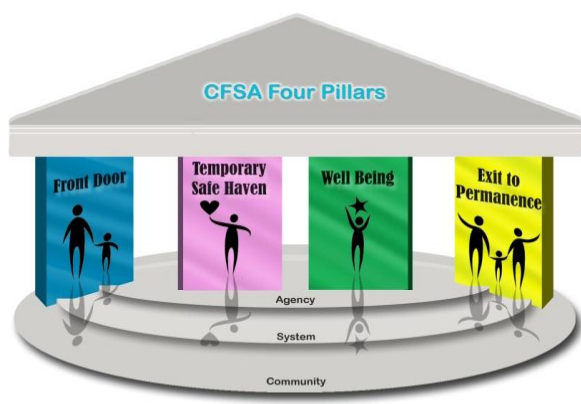 CFSA Four Pillars
Front Door
Temporary
Safe Haven
Well Being
Exit to
Permanence
Agency
System
Community